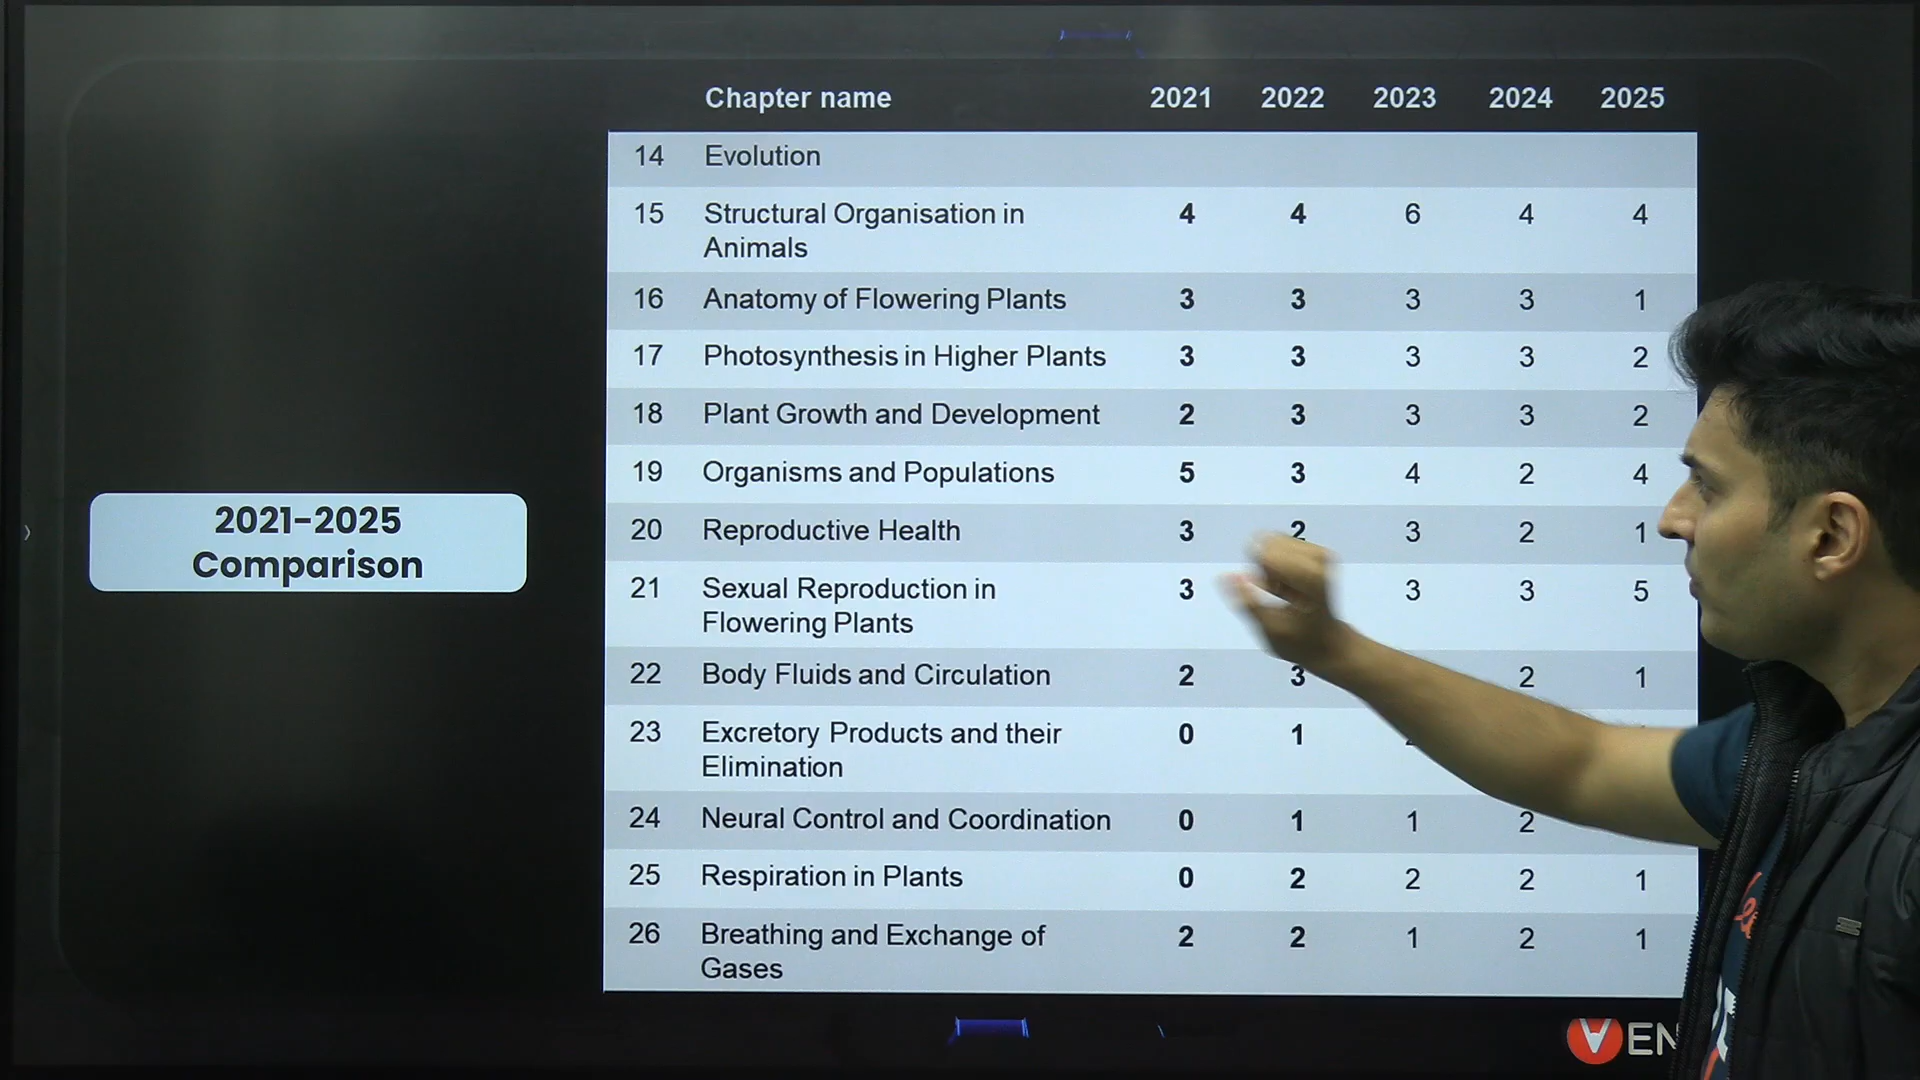 Chapter name 2021 2022 2023 2024 2025
14 Evolution
15 Structural Organisation in 4 4 6 4 4
Animals
16 Anatomy of Flowering Plants 3 3 3 3 1
17 Photosynthesis in Higher Plants 3 3 3 3 2
18 Plant Growth and Development 2 3 3 3 2
19 Organisms and Populations 5 3 4 2 4
2021-2025
Comparison
20 Reproductive Health 3 2 3 2 1
21 Sexual Reproduction in 3 3 3 5
Flowering Plants
22 Body Fluids and Circulation 2 3 2 1
23 Excretory Products and their 0 1
Elimination
24 Neural Control and Coordination 0 1 1 2
25 Respiration in Plants 0 2 2 2 1
26 Breathing and Exchange of 2 2 1 2 1
Gases